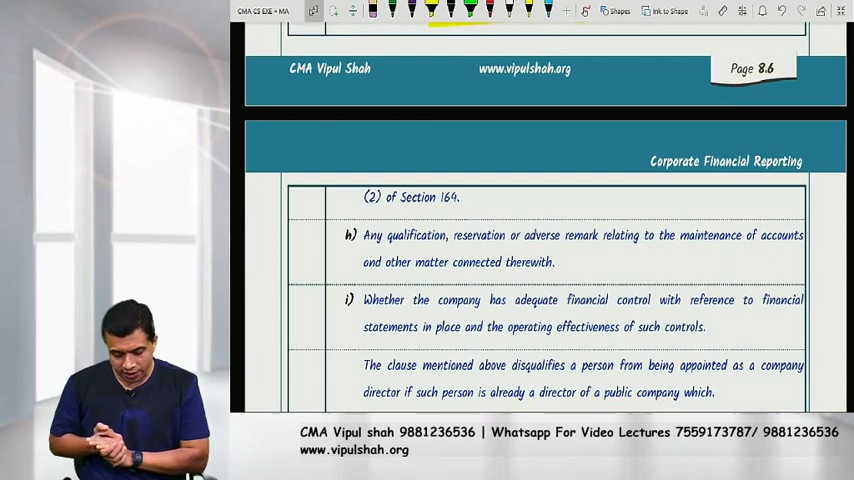 CMA CS EXE + MA
Shapes
Ink to Shape
CMA Vipul Shah
www.vipulshah.org
Page 8.6
Corporate Financial Reporting
(2) of Section 164.
h) Any qualification, reservation or adverse remark relating to the maintenance of accounts
and other matter connected therewith.
i) Whether the company has adequate financial control with reference to financial
statements in place and the operating effectiveness of such controls.
The clause mentioned above disqualifies a person from being appointed as a company
director if such person is already a director of a public company which.
CMA Vipul shah 9881236536 | Whatsapp For Video Lectures 7559173787/ 9881236536
www.vipulshah.org